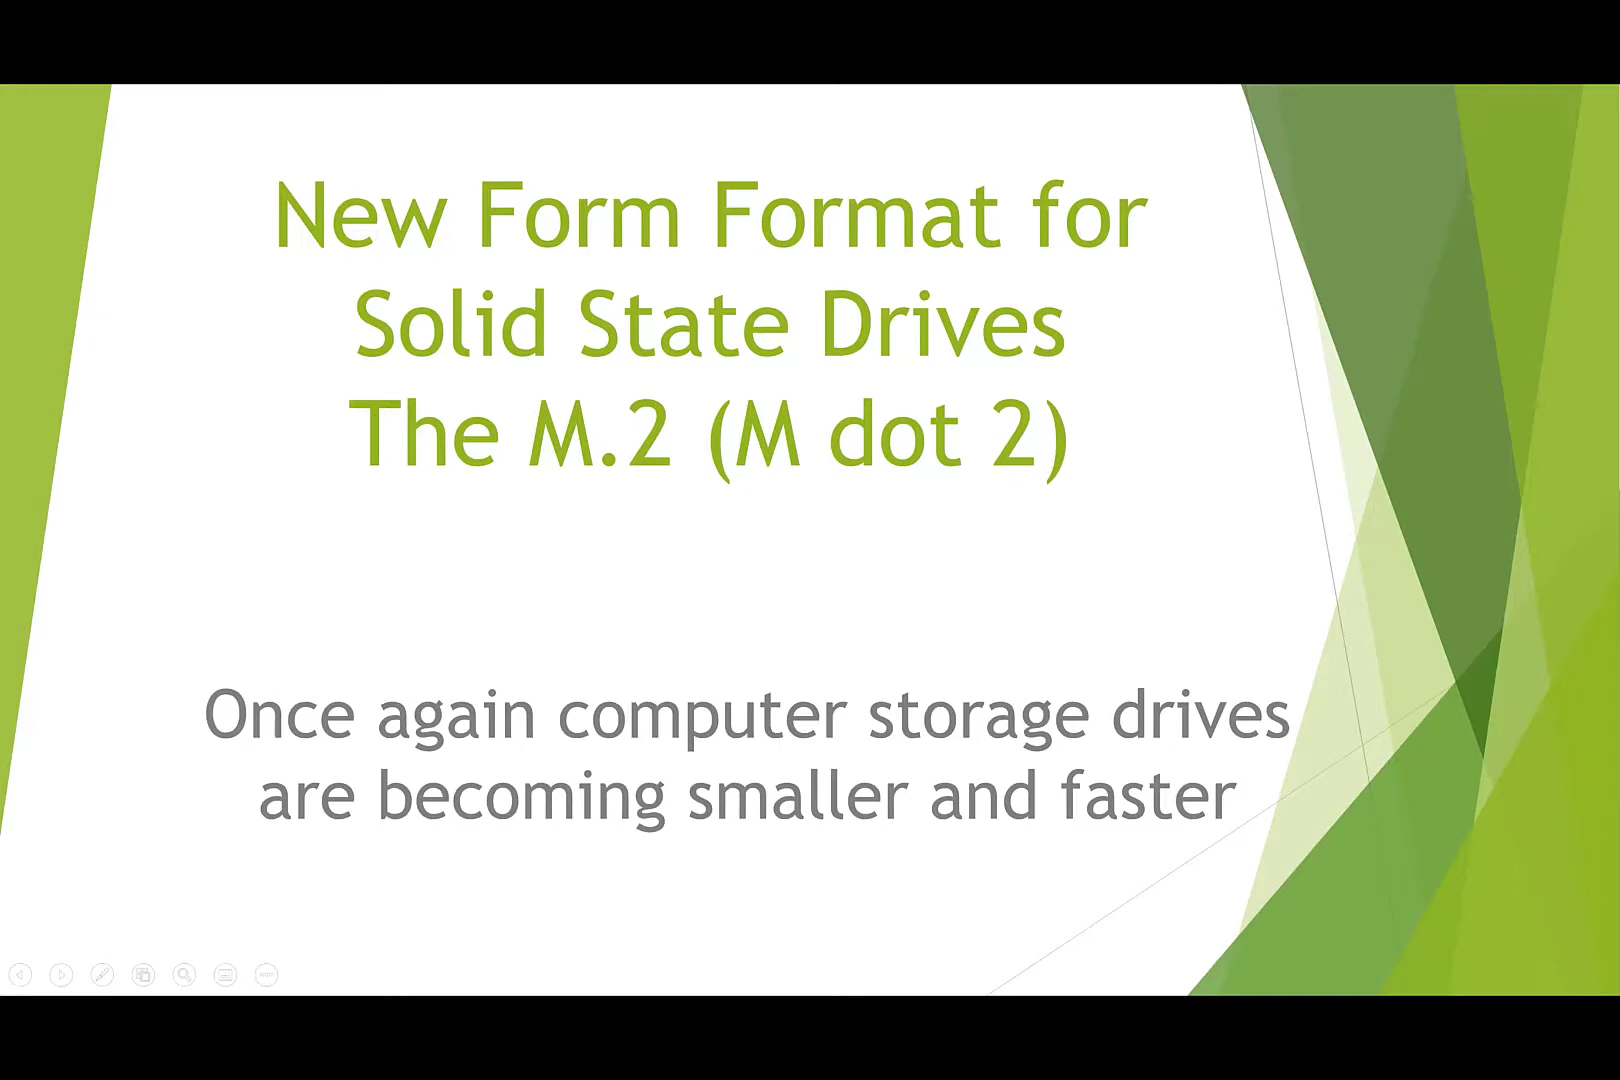 New Form Format for
Solid State Drives
The M.2 (M dot 2)
Once again computer storage drives
are becoming smaller and faster